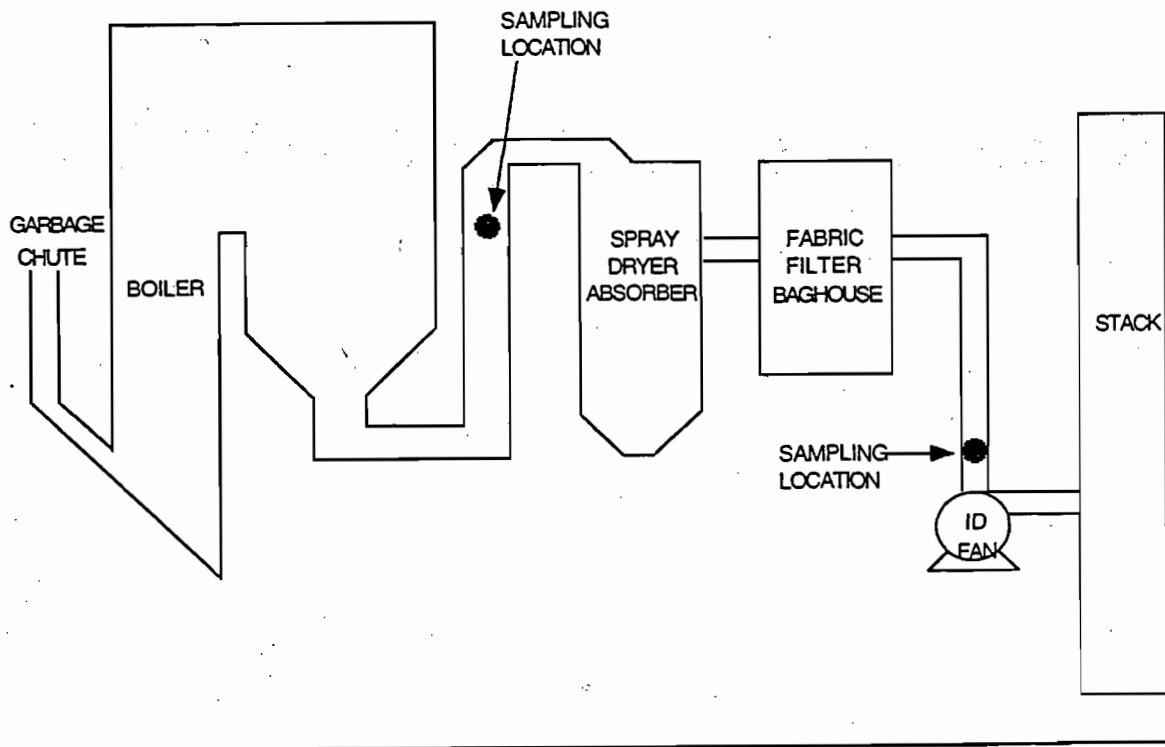 SAMPLING
LOCATION
GARBAGE
CHUTE
BOILER
SPRAY
DRYER
ABSORBER
FABRIC
FILTER
BAGHOUSE
STACK
SAMPLING
LOCATION
ID
FAN